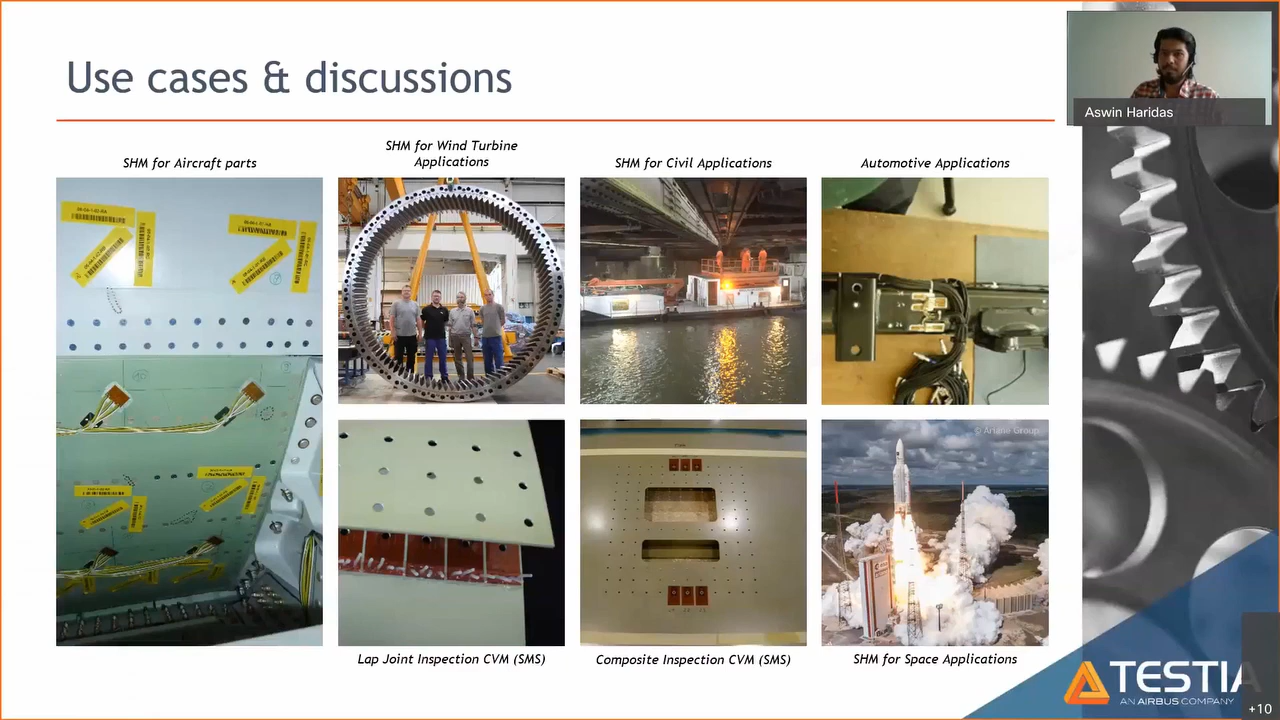 Use cases & discussions
Aswin Haridas
SHM for Aircraft parts
SHM for Wind Turbine
Applications
SHM for Civil Applications
Automotive Applications
© Ariane Group
Lap Joint Inspection CVM (SMS)
Composite Inspection CVM (SMS)
SHM for Space Applications
TESTIA
AN AIRBUS COMPANY
+10